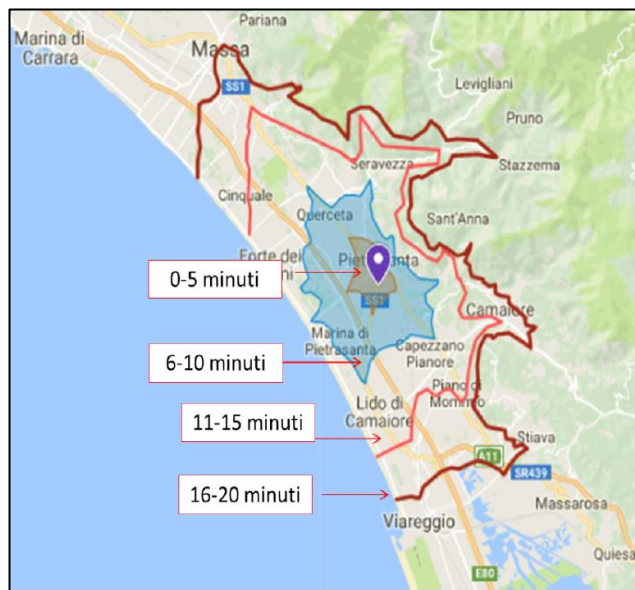 Pariana
Marina di
Carrara
Massa
SS1
Levigliani
Pruno
Seravezza
Stazzema
Cinquale
Querceta
Sant'Anna
Forte dei
0-5 minuti
Pietrasanta
SS1
Camaiore
Marina di
Pietrasanta
6-10 minuti
Capezzano
Pianore
Piano di
Mommio
Lido di
Camaiore
11-15 minuti
Stiava
A11
SR439
16-20 minuti
Massarosa
Viareggio
Quiesa
E80